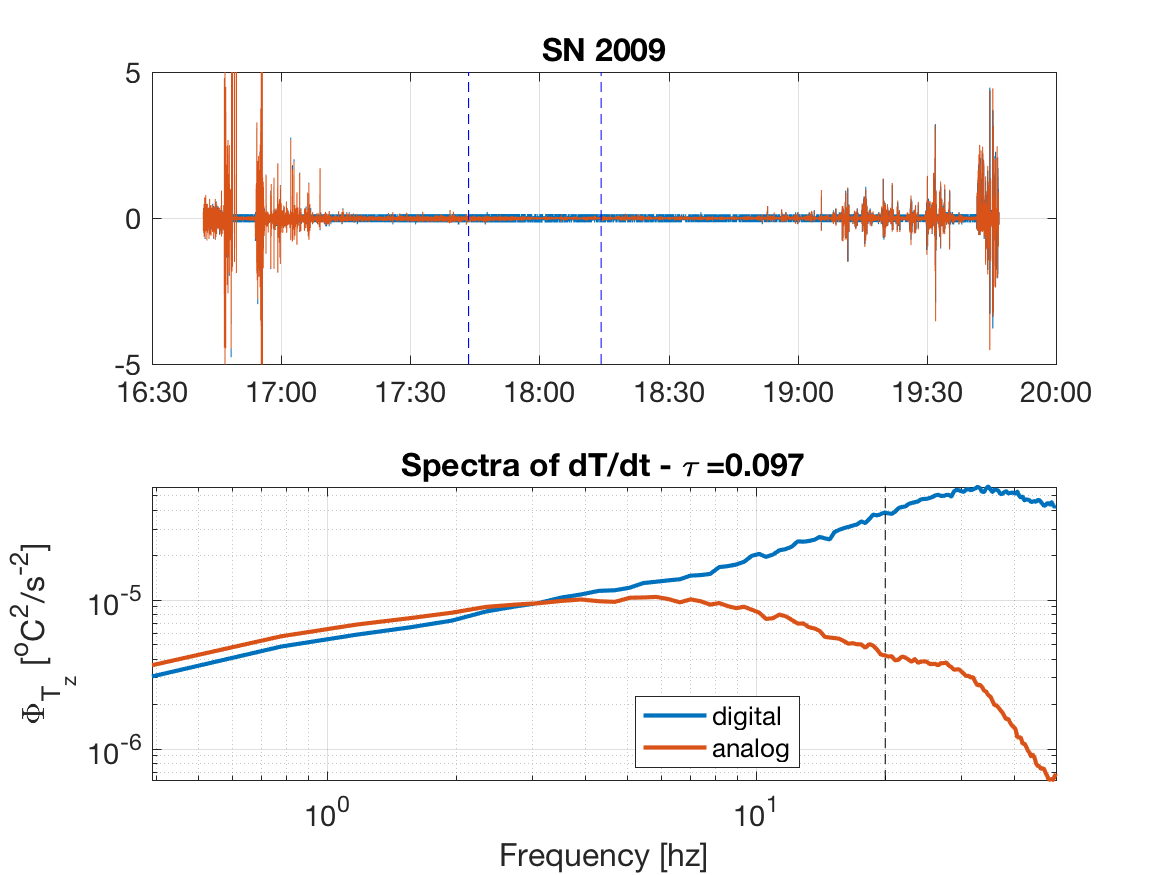 SN 2009
5
0
-5
16:30 17:00 17:30 18:00 18:30 19:00 19:30 20:00
Spectra of dT/dt - τ =0.097
Φ_{T_z} [°C²/s⁻²]
10⁻⁵
10⁻⁶
digital
analog
10⁰ 10¹
Frequency [hz]